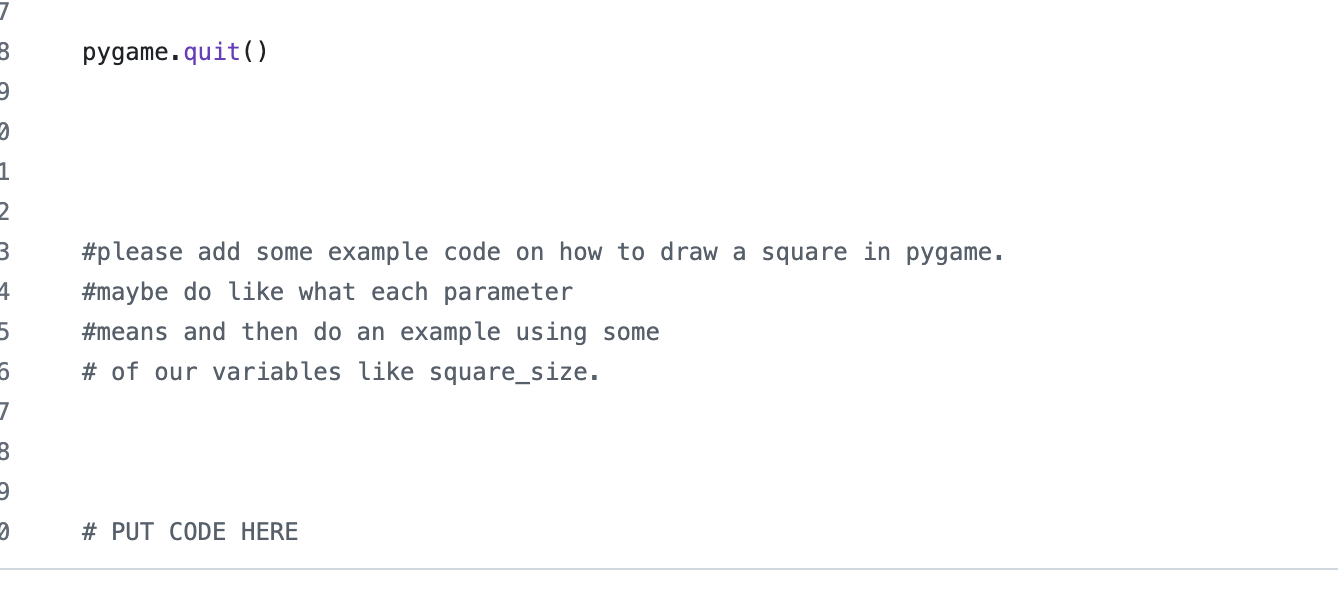 7
8 pygame.quit()
9
0
1
2
3 #please add some example code on how to draw a square in pygame.
4 #maybe do like what each parameter
5 #means and then do an example using some
6 # of our variables like square_size.
7
8
9
0 # PUT CODE HERE